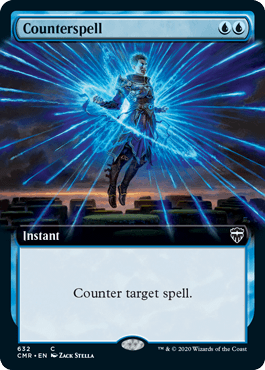 Counterspell
Instant
Counter target spell.
632 C
CMR • EN ZACK STELLA
™ & © 2020 Wizards of the Coast